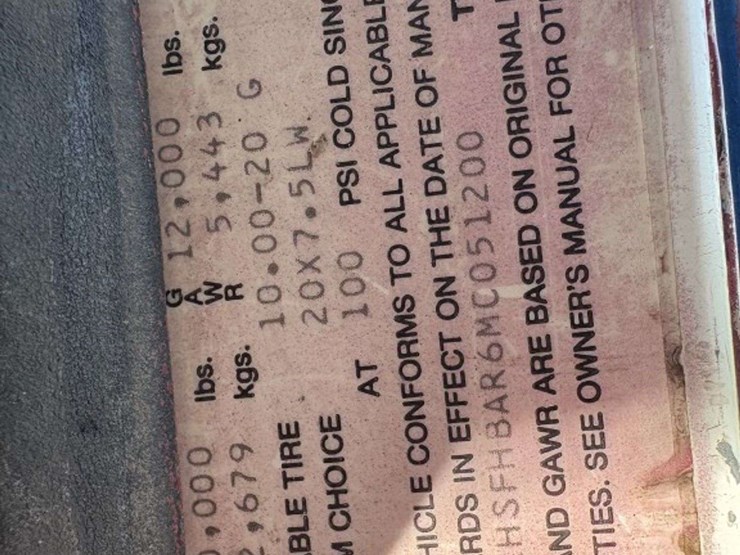 ,000 lbs. G 12,000 lbs.
,679 kgs. A W R 5,443 kgs.
BLE TIRE 10.00-20 G
CHOICE 20X7.5LW
AT 100 PSI COLD
HICLE CONFORMS TO ALL APPLICABLE
RDS IN EFFECT ON THE DATE OF MAN
HSFHBAR6MC051200 T
ND GAWR ARE BASED ON ORIGINAL
TIES. SEE OWNER'S MANUAL FOR OT